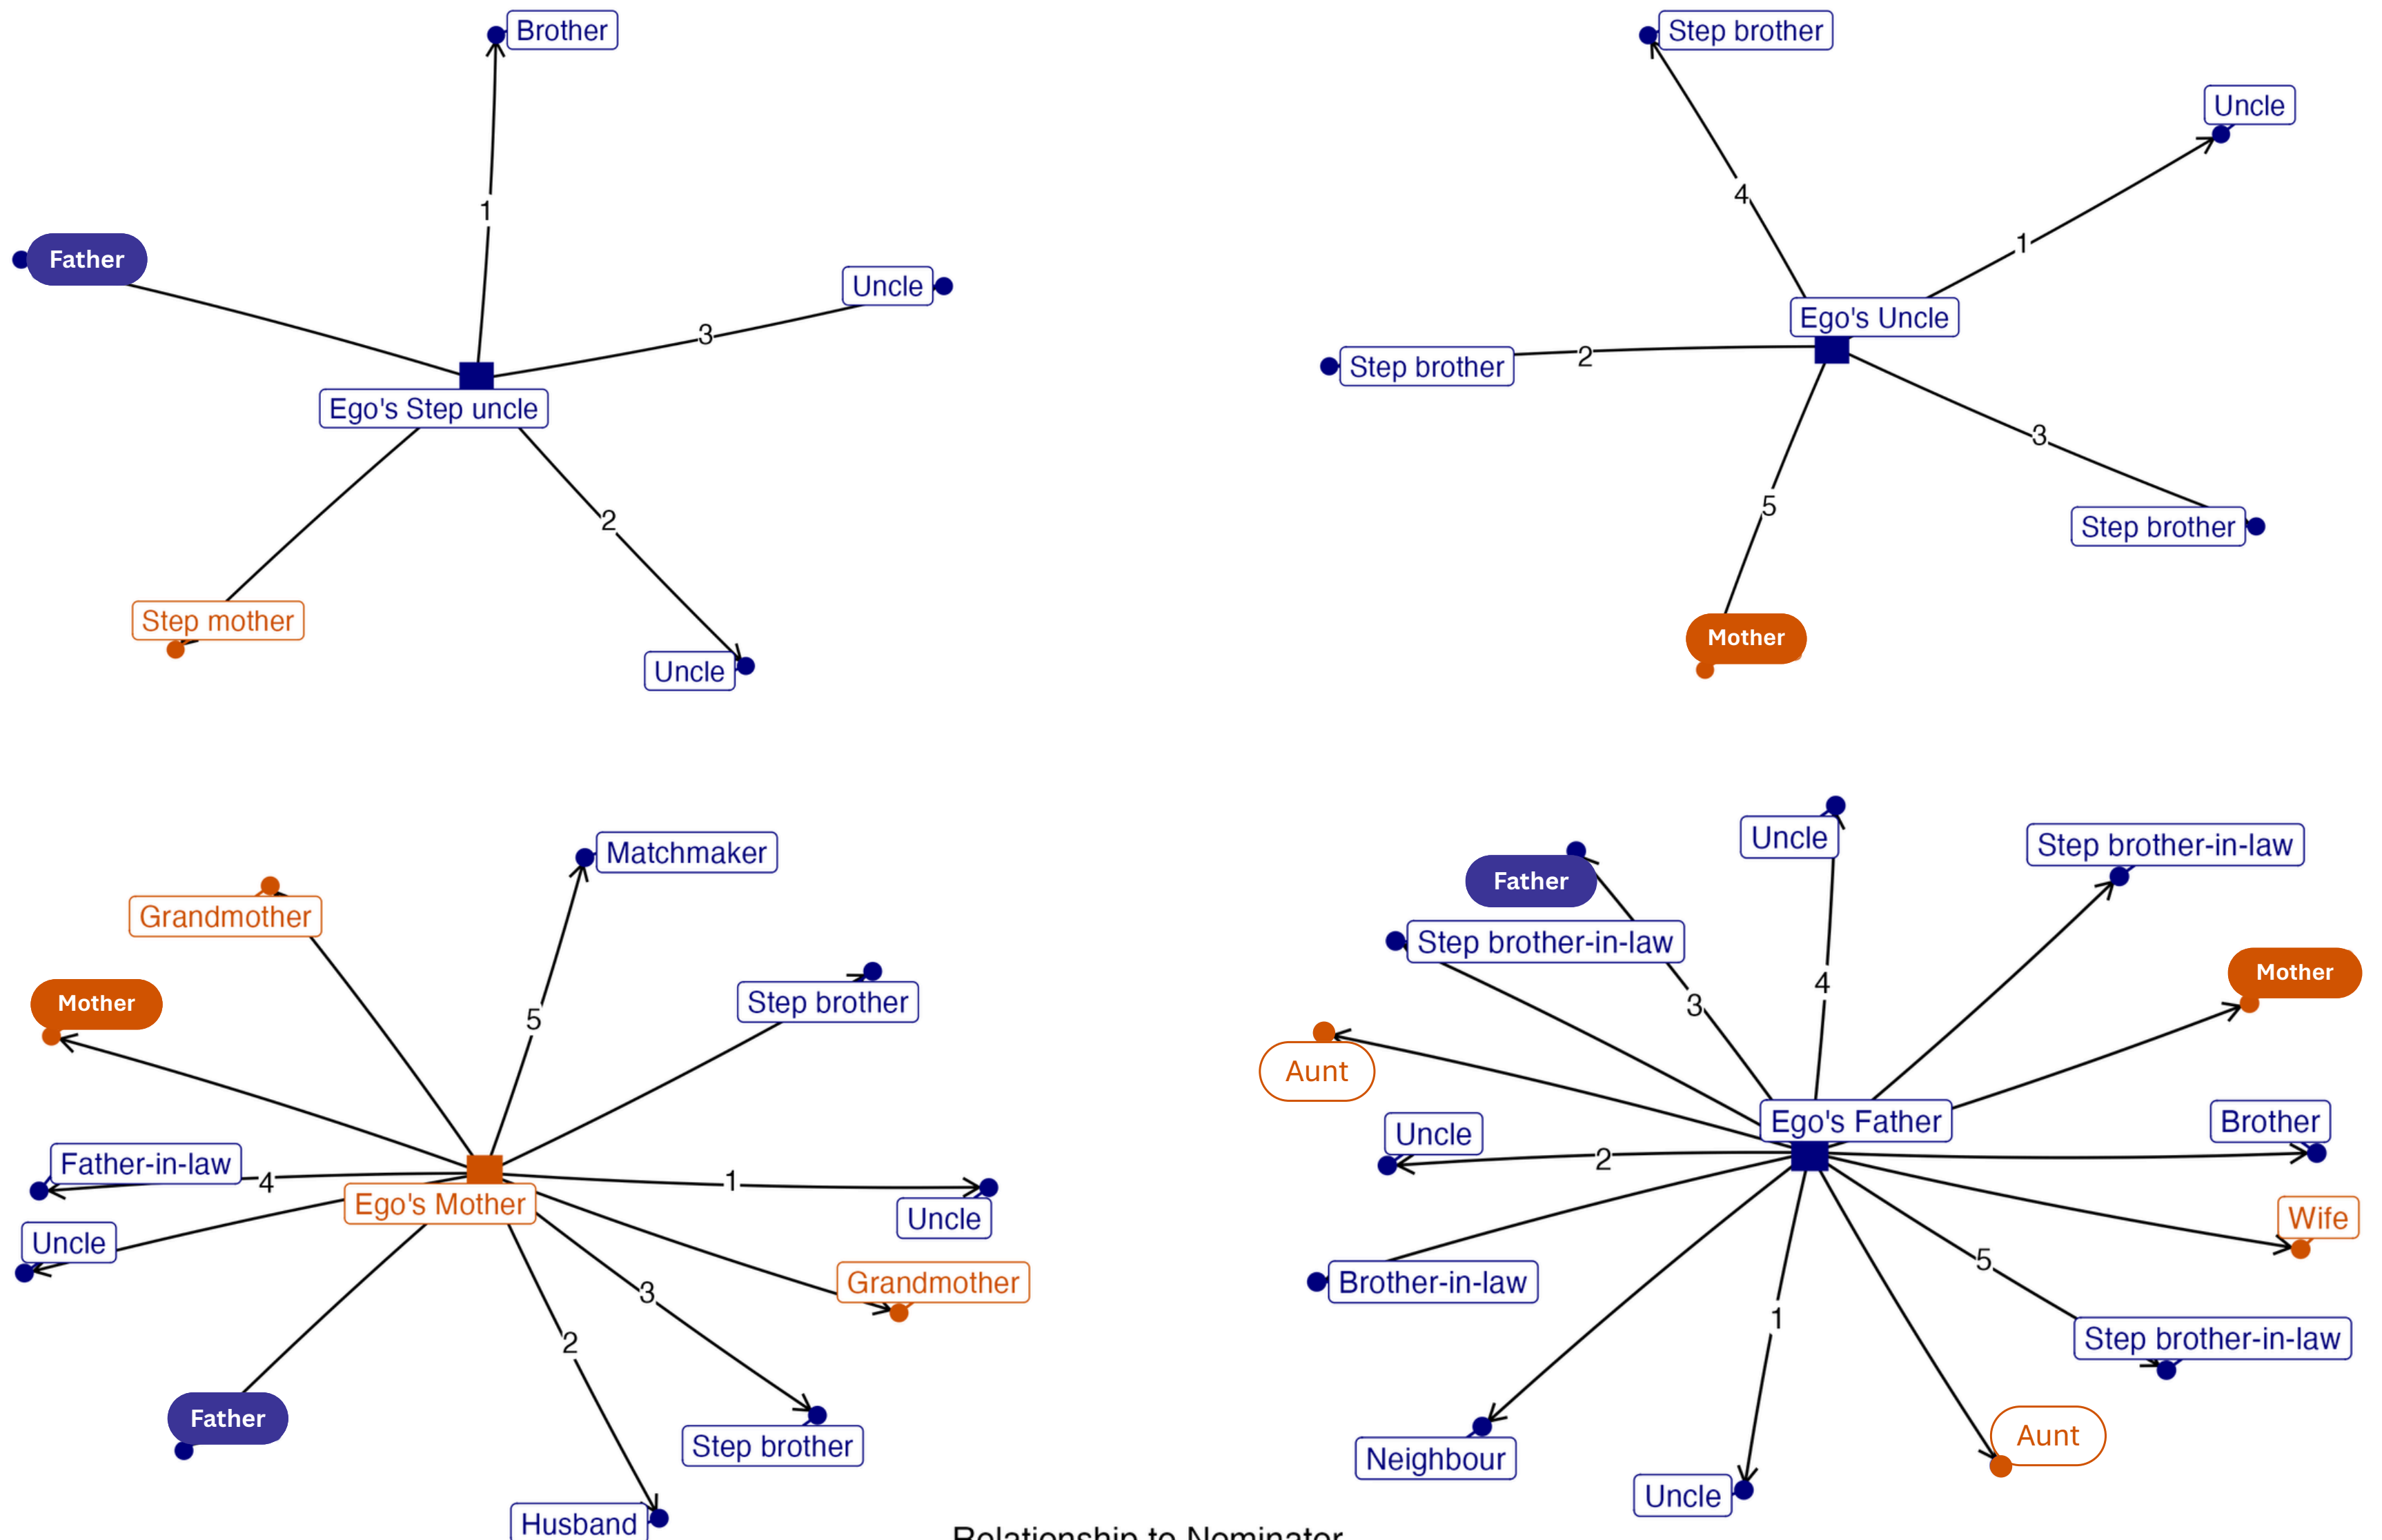 Brother
1
Father
Uncle
3
Ego's Step uncle
2
Step mother
Uncle
Step brother
Uncle
4
1
Ego's Uncle
Step brother
2
3
5
Step brother
Mother
Matchmaker
Grandmother
Mother
Step brother
5
Father-in-law
4
1
Ego's Mother
Uncle
Uncle
Grandmother
3
2
Father
Step brother
Husband
Uncle
Step brother-in-law
Father
Step brother-in-law
Mother
4
3
Aunt
Ego's Father
Brother
Uncle
2
Wife
5
Brother-in-law
1
Step brother-in-law
Aunt
Neighbour
Uncle
Relationship to Nominator